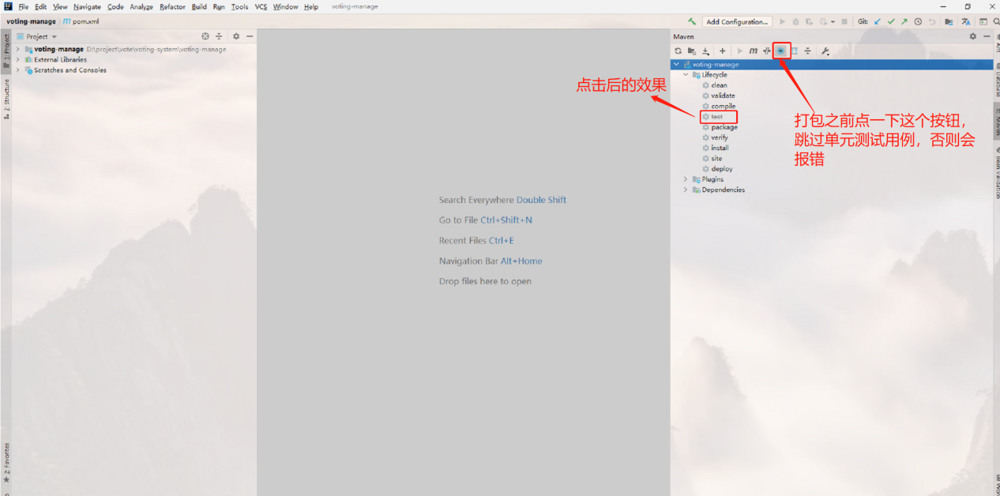 File Edit View Navigate Code Analyze Refactor Build Run Tools VCS Window Help voting-manage
voting-manage pom.xml
Add Configuration...
Git:
Project
Maven
1: Project
2: Structure
2: Favorites
voting-manage D:\project\vote\voting-system\voting-manage
External Libraries
Scratches and Consoles
Search Everywhere Double Shift
Go to File Ctrl+Shift+N
Recent Files Ctrl+E
Navigation Bar Alt+Home
Drop files here to open
voting-manage
Lifecycle
clean
validate
compile
test
package
verify
install
site
deploy
Plugins
Dependencies
点击后的效果
打包之前点一下这个按钮，
跳过单元测试用例，否则会
报错